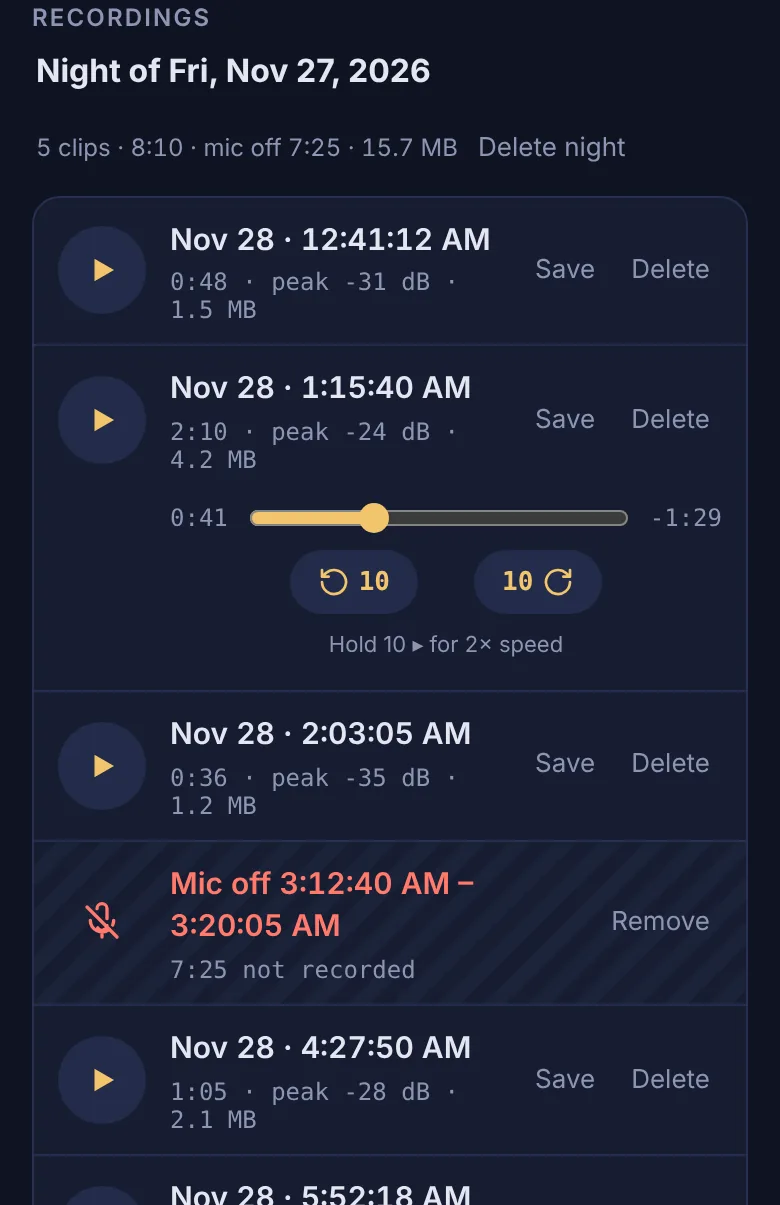 RECORDINGS
Night of Fri, Nov 27, 2026
5 clips · 8:10 · mic off 7:25 · 15.7 MB Delete night
Nov 28 · 12:41:12 AM
0:48 · peak -31 dB ·
1.5 MB
Save Delete
Nov 28 · 1:15:40 AM
2:10 · peak -24 dB ·
4.2 MB
Save Delete
0:41 -1:29
10 10
Hold 10 ▸ for 2× speed
Nov 28 · 2:03:05 AM
0:36 · peak -35 dB ·
1.2 MB
Save Delete
Mic off 3:12:40 AM –
3:20:05 AM
7:25 not recorded
Remove
Nov 28 · 4:27:50 AM
1:05 · peak -28 dB ·
2.1 MB
Save Delete
Nov 28 · 5:52:18 AM